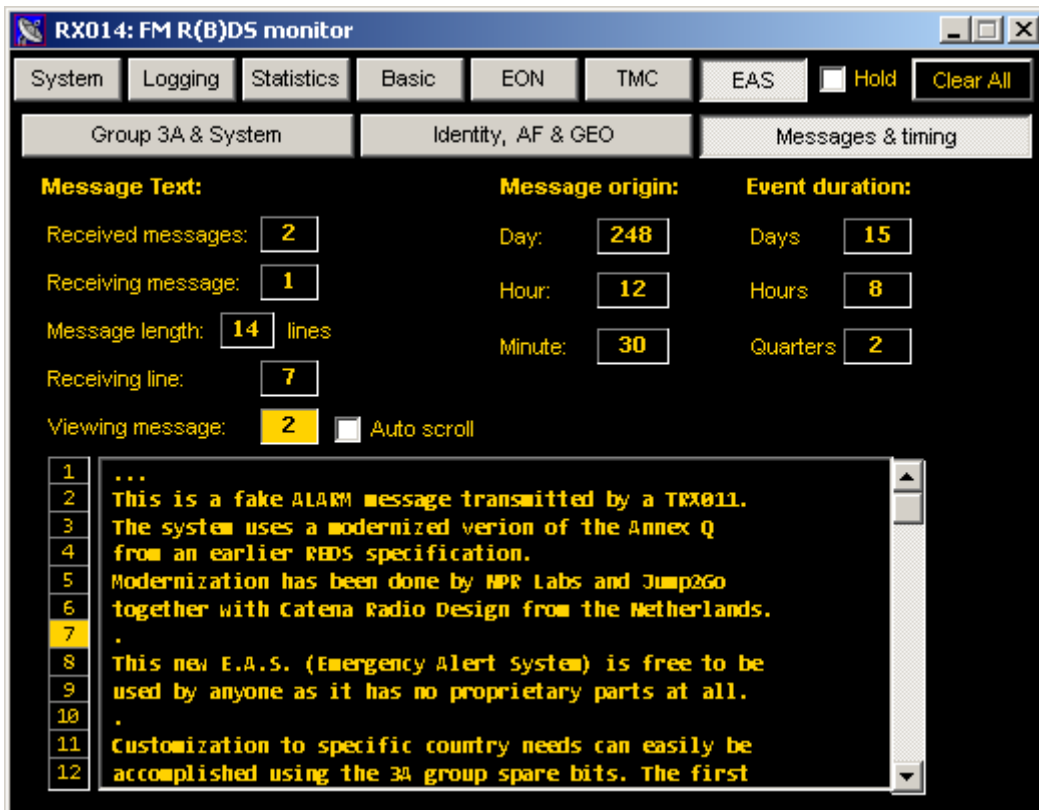 RX014: FM R(B)DS monitor
System Logging Statistics Basic EON TMC EAS Hold Clear All
Group 3A & System Identity, AF & GEO Messages & timing
Message Text: Message origin: Event duration:
Received messages: 2 Day: 248 Days 15
Receiving message: 1 Hour: 12 Hours 8
Message length: 14 lines Minute: 30 Quarters 2
Receiving line: 7
Viewing message: 2 Auto scroll
1 ...
2 This is a fake ALARM message transmitted by a TRX011.
3 The system uses a modernized verion of the Annex Q
4 from an earlier RBDS specification.
5 Modernization has been done by NPR Labs and Jump2Go
6 together with Catena Radio Design from the Netherlands.
7 .
8 This new E.A.S. (Emergency Alert System) is free to be
9 used by anyone as it has no proprietary parts at all.
10 .
11 Customization to specific country needs can easily be
12 accomplished using the 3A group spare bits. The first